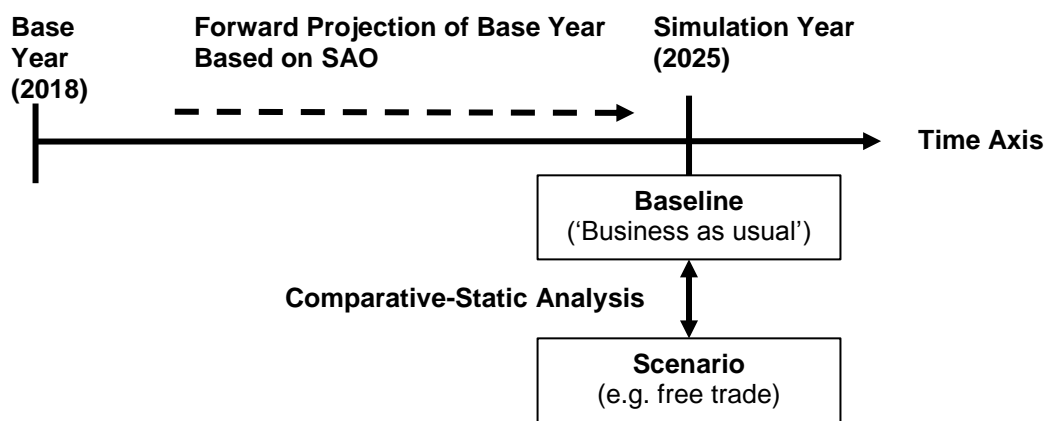 Base
Year
(2018)
Forward Projection of Base Year
Based on SAO
Simulation Year
(2025)
Time Axis
Baseline
(‘Business as usual’)
Comparative-Static Analysis
Scenario
(e.g. free trade)